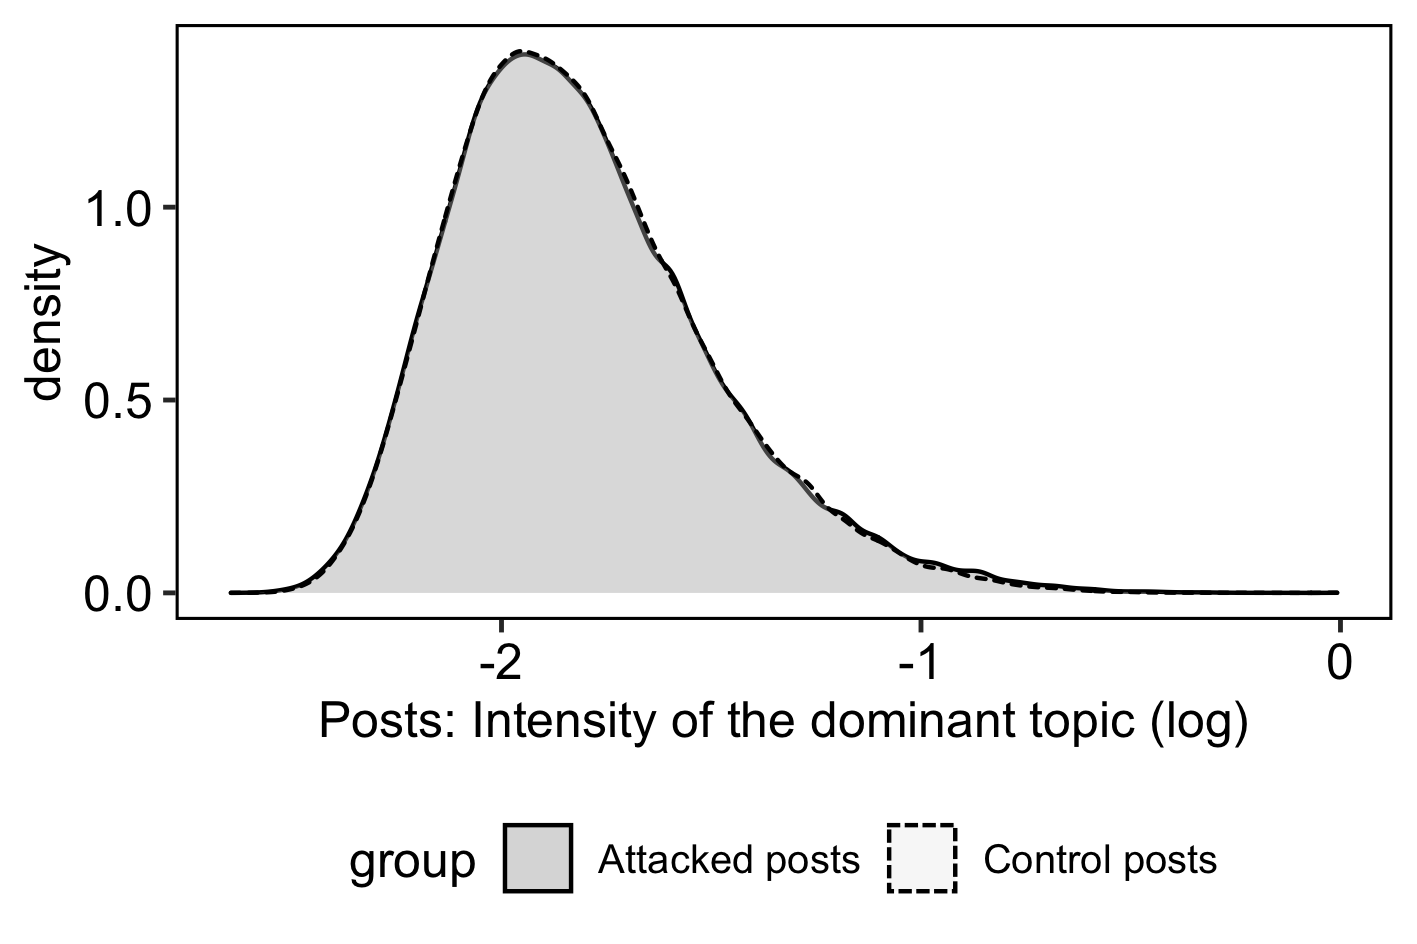 density
1.0
0.5
0.0
-2 -1 0
Posts: Intensity of the dominant topic (log)
group Attacked posts Control posts